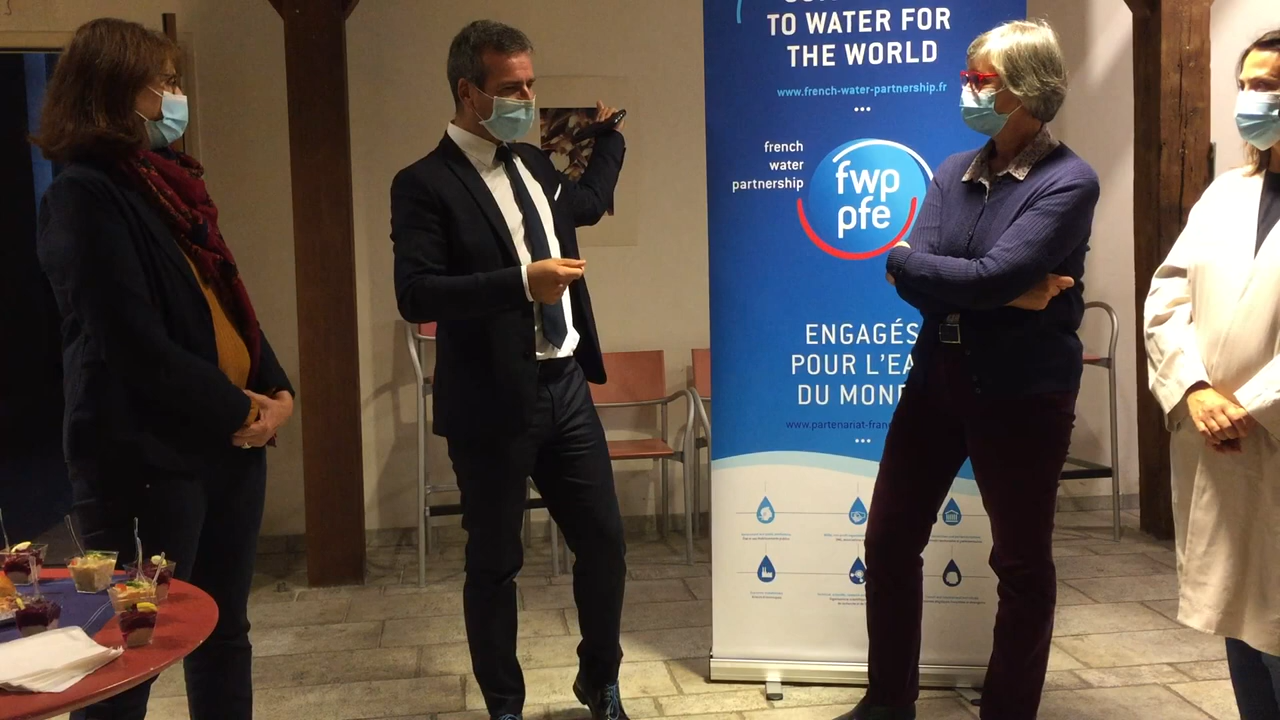 TO WATER FOR
THE WORLD
www.french-water-partnership.fr
french
water
partnership
fwp
pfe
ENGAGÉS
POUR L'EA
DU MOND
www.partenariat-fran